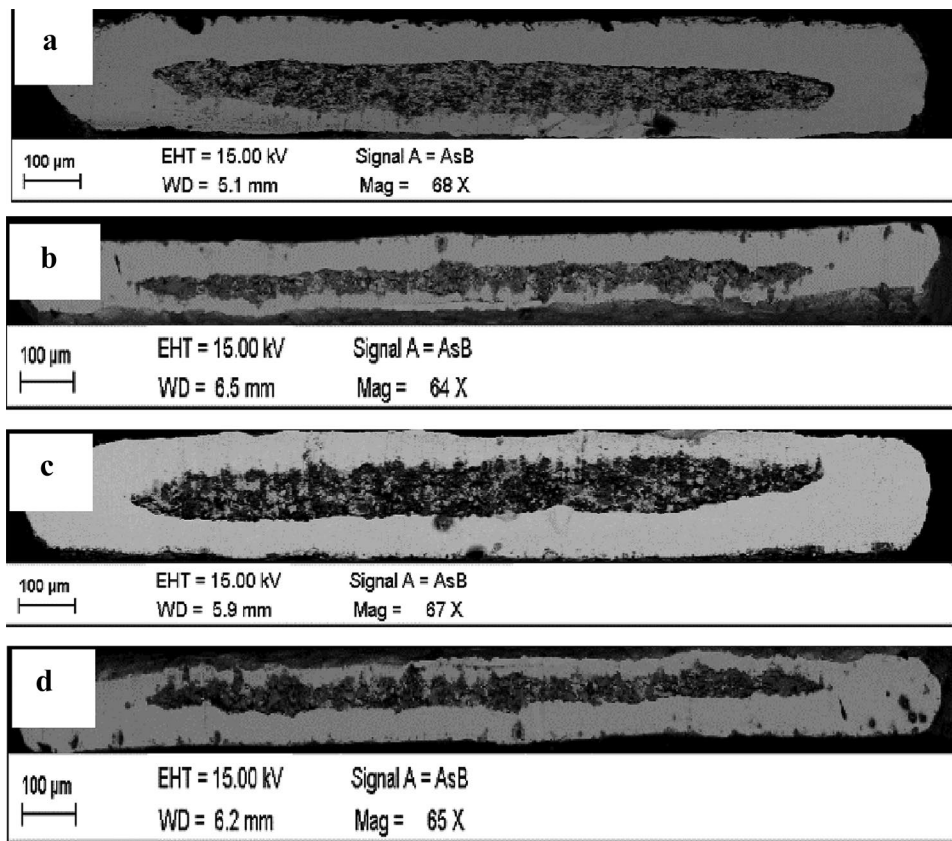 a
EHT = 15.00 kV Signal A = AsB
100 µm
WD = 5.1 mm Mag = 68 X
b
EHT = 15.00 kV Signal A = AsB
100 µm
WD = 6.5 mm Mag = 64 X
c
EHT = 15.00 kV Signal A = AsB
100 µm
WD = 5.9 mm Mag = 67 X
d
EHT = 15.00 kV Signal A = AsB
100 µm
WD = 6.2 mm Mag = 65 X